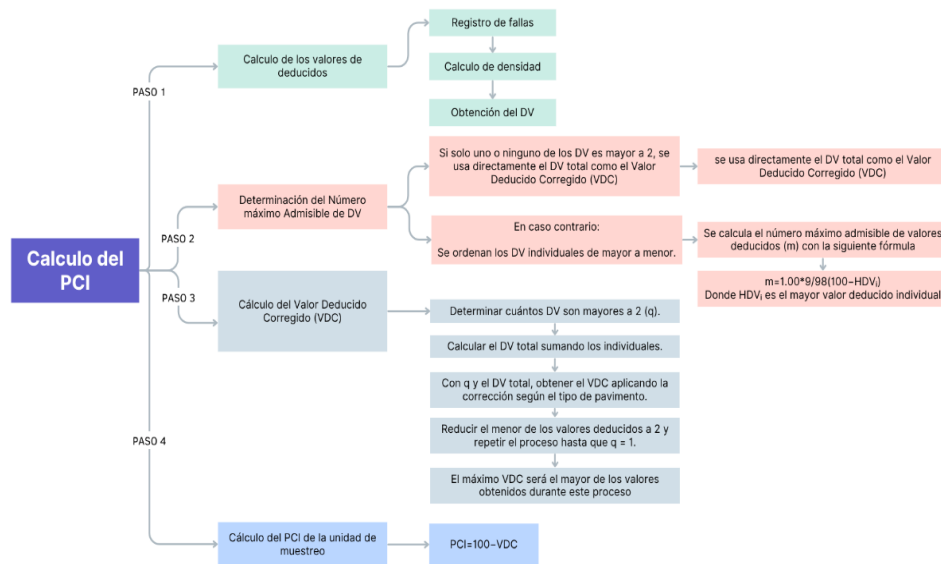 Calculo del
PCI
PASO 1
Calculo de los valores de
deducidos
Registro de fallas
Calculo de densidad
Obtención del DV
PASO 2
Determinación del Número
máximo Admisible de DV
Si solo uno o ninguno de los DV es mayor a 2, se
usa directamente el DV total como el Valor
Deducido Corregido (VDC)
se usa directamente el DV total como el Valor
Deducido Corregido (VDC)
En caso contrario:
Se ordenan los DV individuales de mayor a menor.
Se calcula el número máximo admisible de valores
deducidos (m) con la siguiente fórmula
m=1.00*9/98(100−HDVᵢ)
Donde HDVᵢ es el mayor valor deducido individual
PASO 3
Cálculo del Valor Deducido
Corregido (VDC)
Determinar cuántos DV son mayores a 2 (q).
Calcular el DV total sumando los individuales.
Con q y el DV total, obtener el VDC aplicando la
corrección según el tipo de pavimento.
Reducir el menor de los valores deducidos a 2 y
repetir el proceso hasta que q = 1.
El máximo VDC será el mayor de los valores
obtenidos durante este proceso
PASO 4
Cálculo del PCI de la unidad de
muestreo
PCI=100−VDC